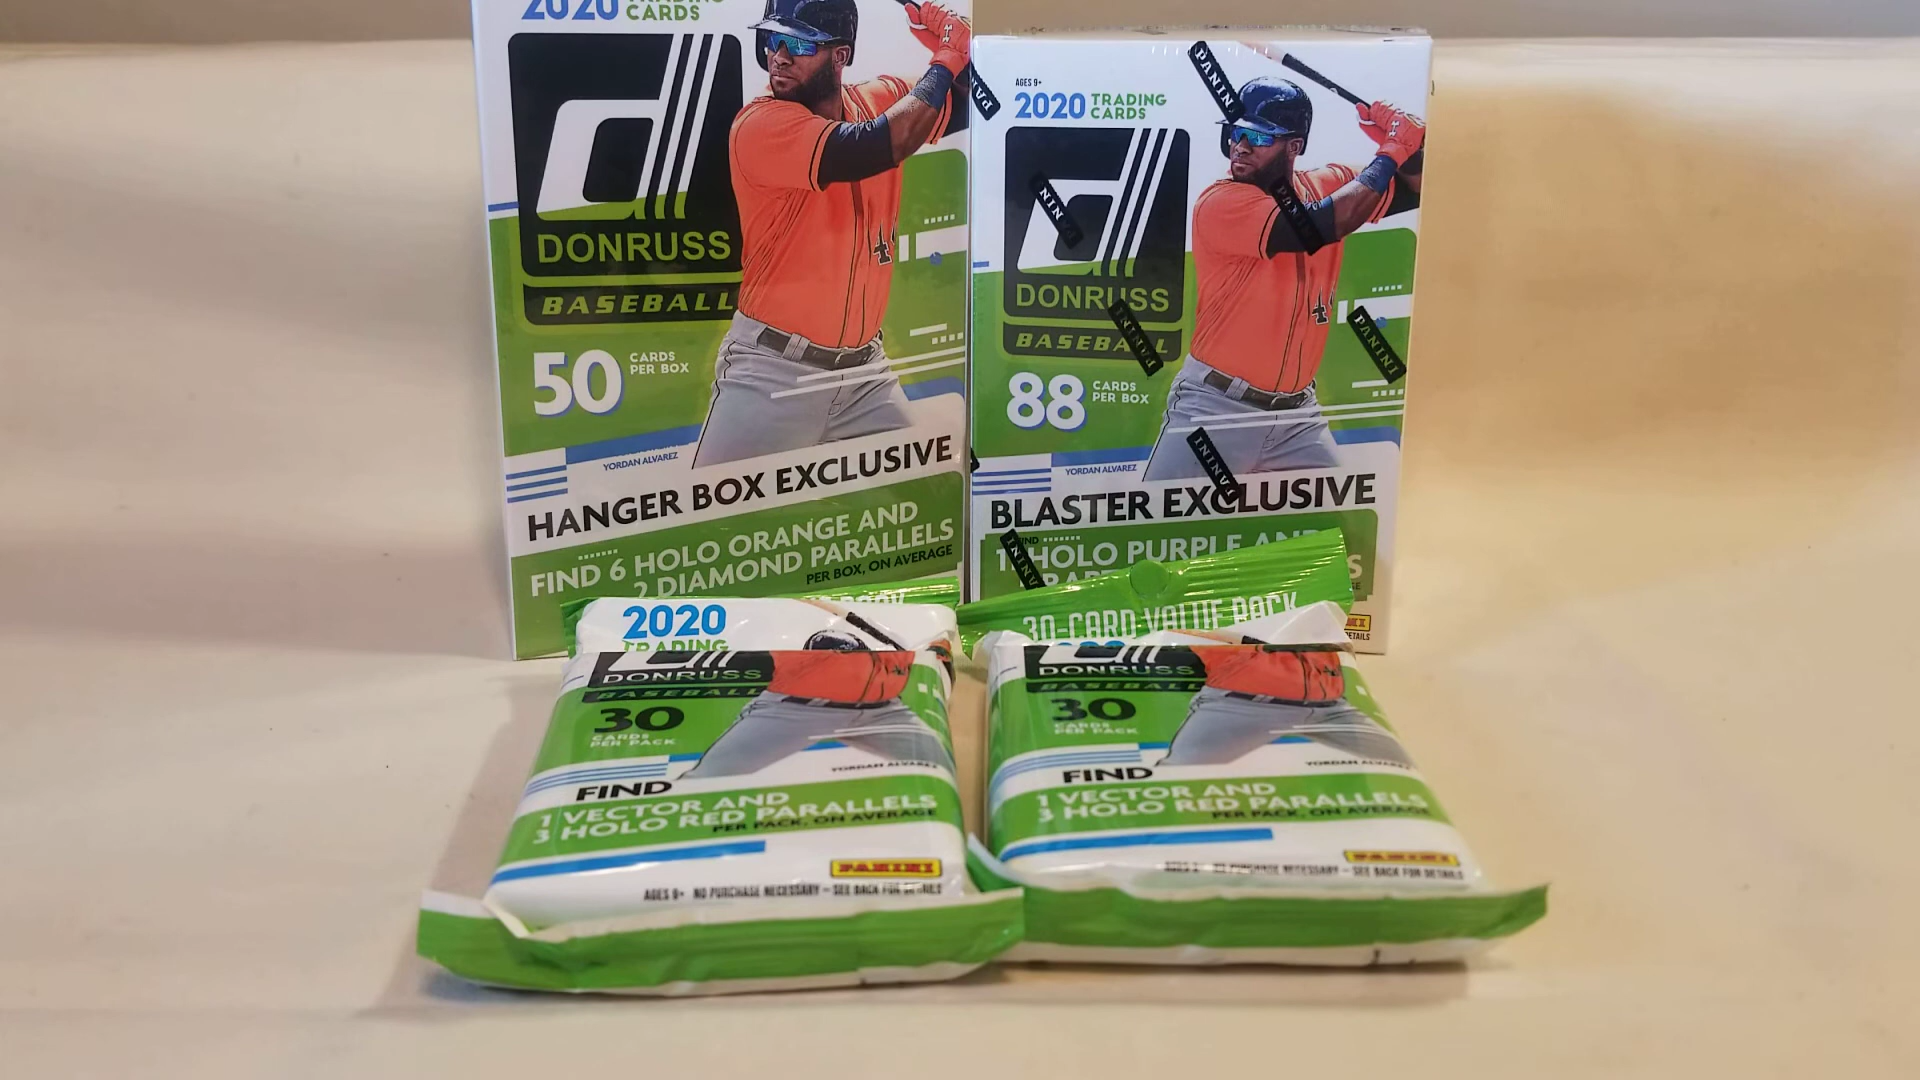 2020 TRADING
CARDS
DONRUSS
BASEBALL
50 CARDS
PER BOX
YORDAN ALVAREZ
HANGER BOX EXCLUSIVE
FIND 6 HOLO ORANGE AND
2 DIAMOND PARALLELS
PER BOX, ON AVERAGE
AGES 9+
2020 TRADING
CARDS
DONRUSS
BASEBALL
88 CARDS
PER BOX
YORDAN ALVAREZ
BLASTER EXCLUSIVE
FIND
HOLO PURPLE AND
PANINI
PANINI
PANINI
2020
TRADING
DONRUSS
BASEBALL
30
CARDS
PER PACK
YORDAN ALVAREZ
FIND
1 VECTOR AND
3 HOLO RED PARALLELS
PER PACK, ON AVERAGE
PANINI
AGES 9+ NO PURCHASE NECESSARY – SEE BACK FOR DETAILS
30-CARD VALUE PACK
DONRUSS
BASEBALL
30
CARDS
PER PACK
YORDAN ALVAREZ
FIND
1 VECTOR AND
3 HOLO RED PARALLELS
PER PACK, ON AVERAGE
PANINI
NO PURCHASE NECESSARY – SEE BACK FOR DETAILS